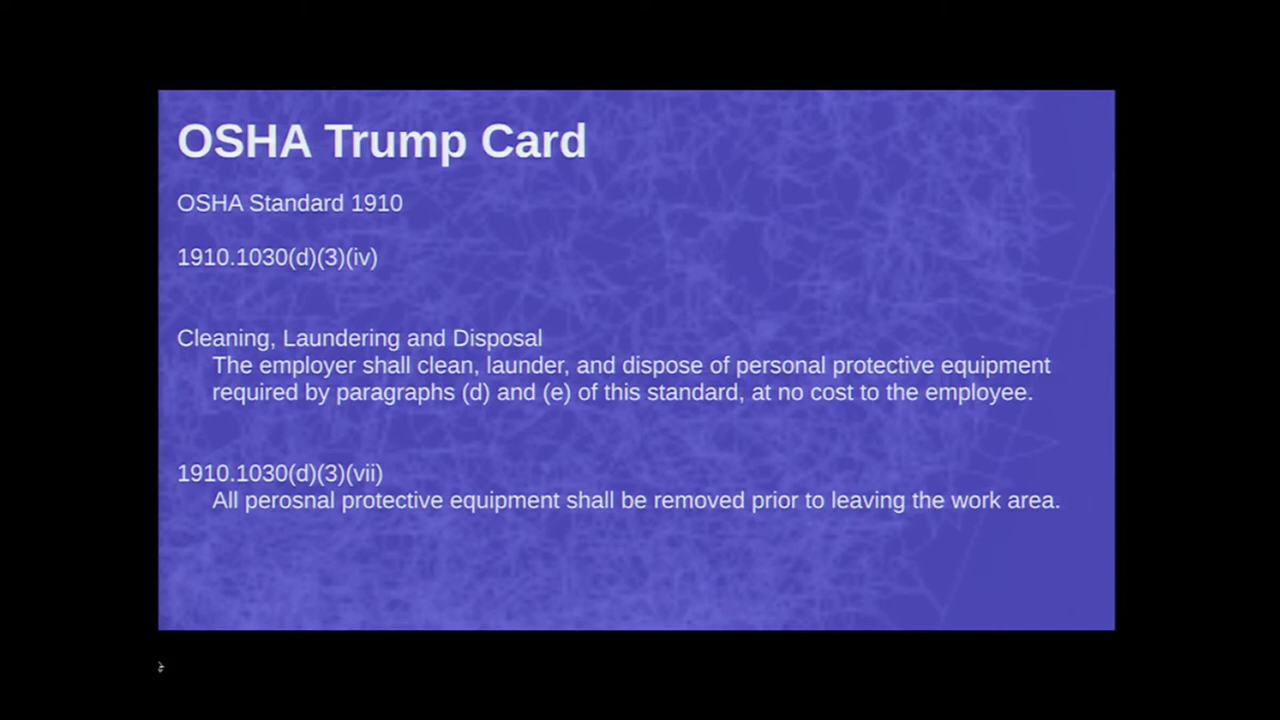 OSHA Trump Card
OSHA Standard 1910
1910.1030(d)(3)(iv)
Cleaning, Laundering and Disposal
The employer shall clean, launder, and dispose of personal protective equipment
required by paragraphs (d) and (e) of this standard, at no cost to the employee.
1910.1030(d)(3)(vii)
All perosnal protective equipment shall be removed prior to leaving the work area.